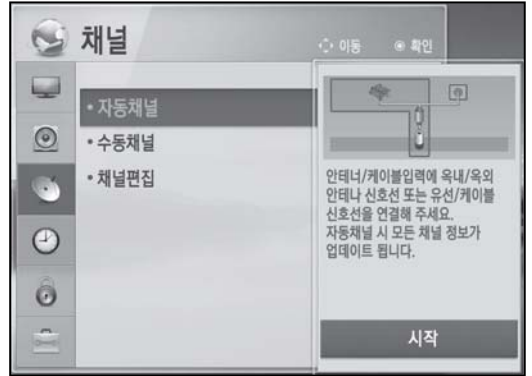 채널
이동 확인
• 자동채널
• 수동채널
• 채널편집
안테너/케이블입력에 옥내/옥외
안테나 신호선 또는 유선/케이블
신호선을 연결해 주세요.
자동채널 시 모든 채널 정보가
업데이트 됩니다.
시작